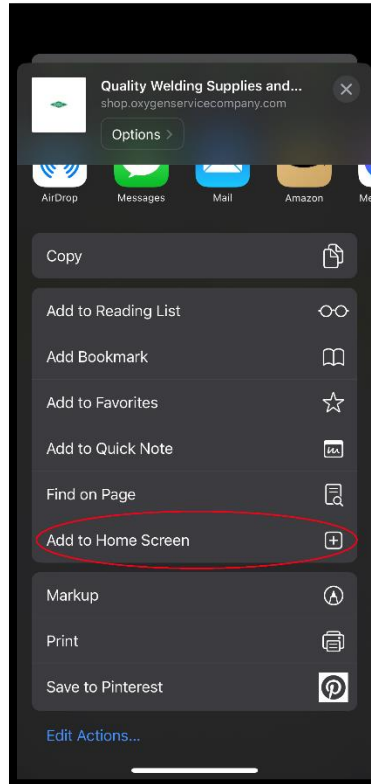 Quality Welding Supplies and...
shop.oxygenservicecompany.com
Options >
AirDrop Messages Mail Amazon Me
Copy
Add to Reading List
Add Bookmark
Add to Favorites
Add to Quick Note
Find on Page
Add to Home Screen
Markup
Print
Save to Pinterest
Edit Actions...